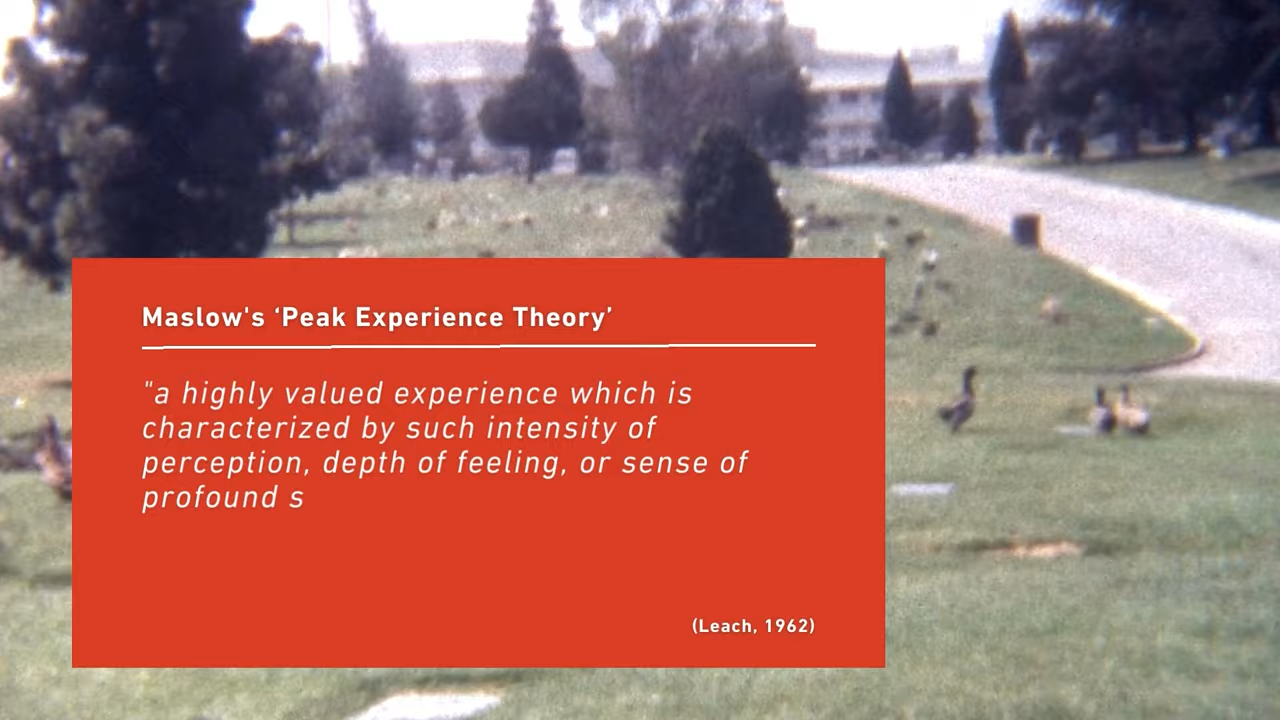 Maslow's ‘Peak Experience Theory’
"a highly valued experience which is
characterized by such intensity of
perception, depth of feeling, or sense of
profound s
(Leach, 1962)